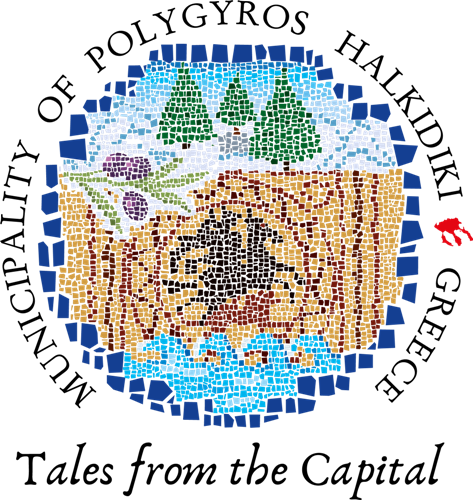 MUNICIPALITY OF POLYGYROS HALKIDIKI GREECE
Tales from the Capital